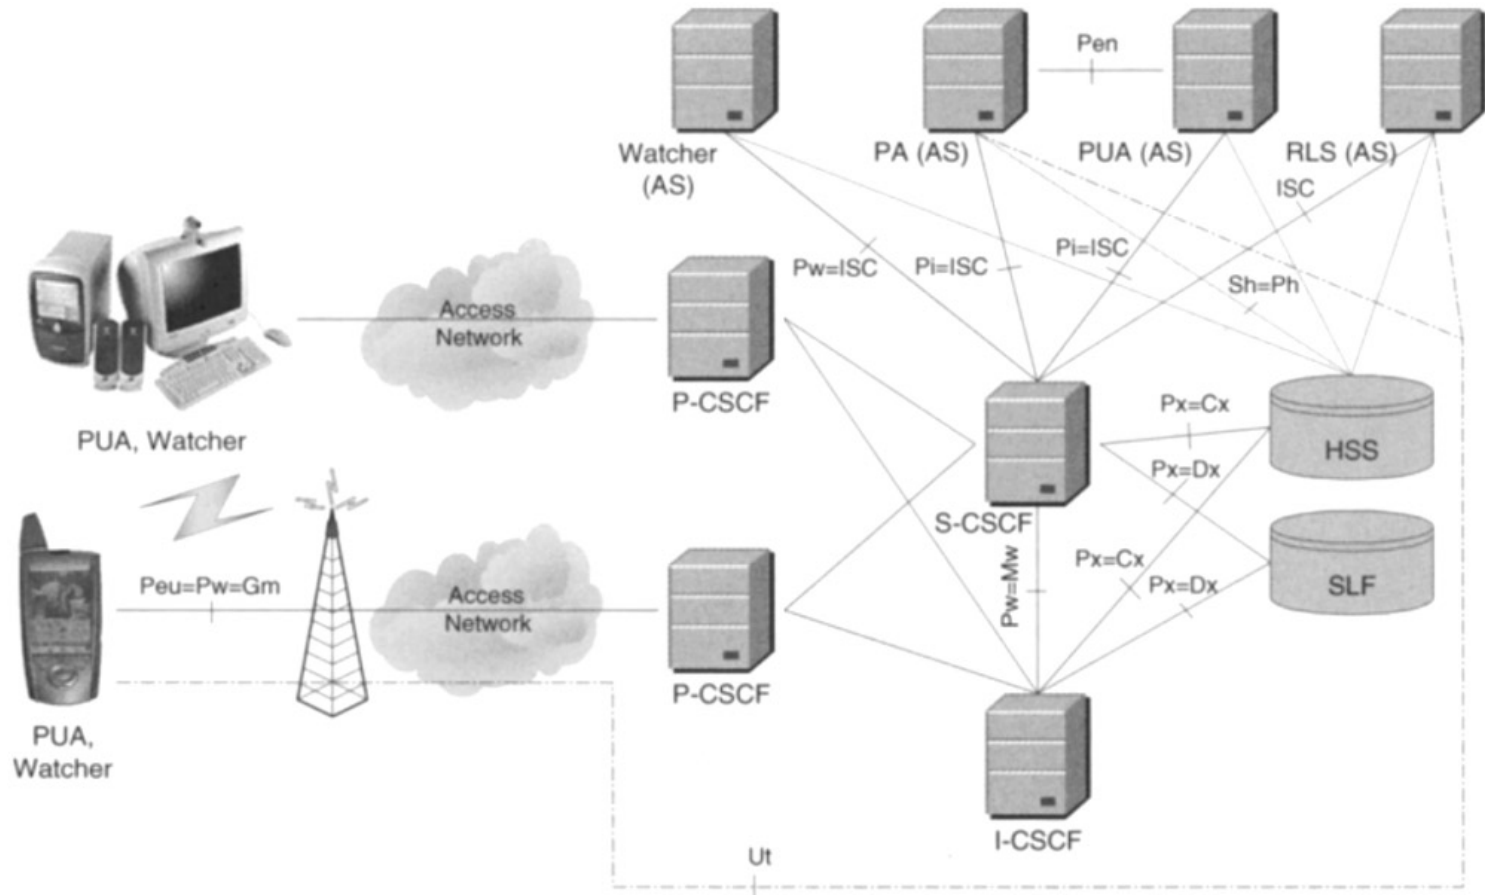 Pen
Watcher
(AS)
PA (AS)
PUA (AS)
RLS (AS)
ISC
Pw=ISC
Pi=ISC
Pi=ISC
Sh=Ph
Access
Network
P-CSCF
PUA, Watcher
Px=Cx
HSS
Px=Dx
S-CSCF
Peu=Pw=Gm
Access
Network
Pw=Mw
Px=Cx
Px=Dx
SLF
P-CSCF
PUA,
Watcher
I-CSCF
Ut